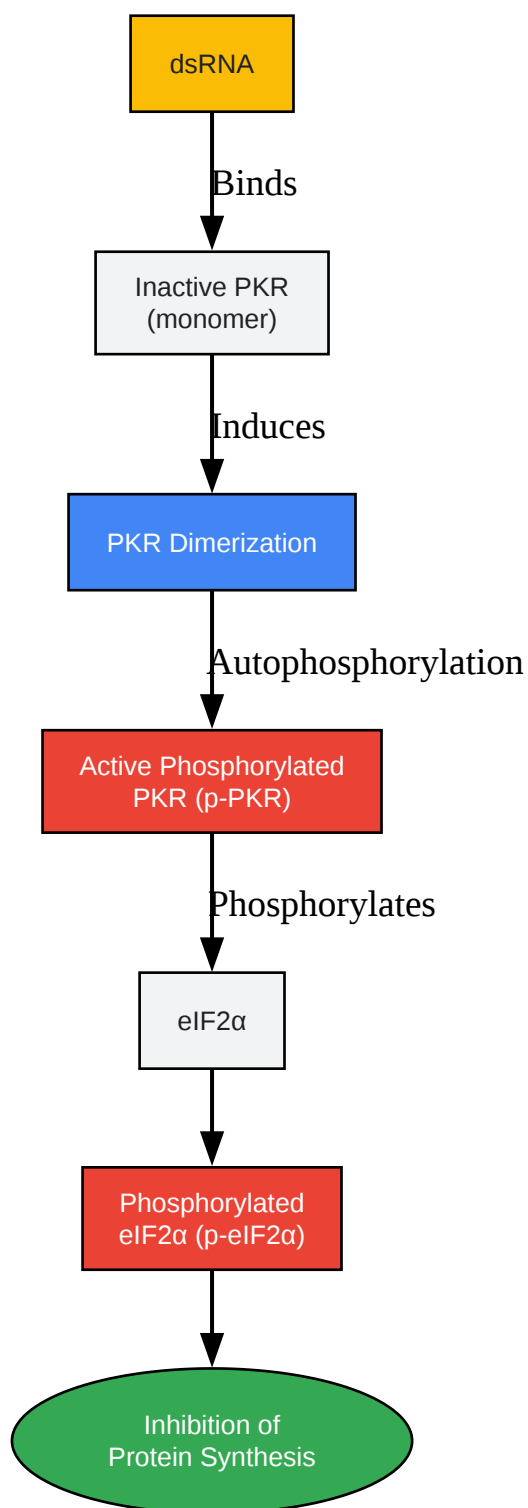 dsRNA
Binds
Inactive PKR
(monomer)
Induces
PKR Dimerization
Autophosphorylation
Active Phosphorylated
PKR (p-PKR)
Phosphorylates
eIF2α
Phosphorylated
eIF2α (p-eIF2α)
Inhibition of
Protein Synthesis